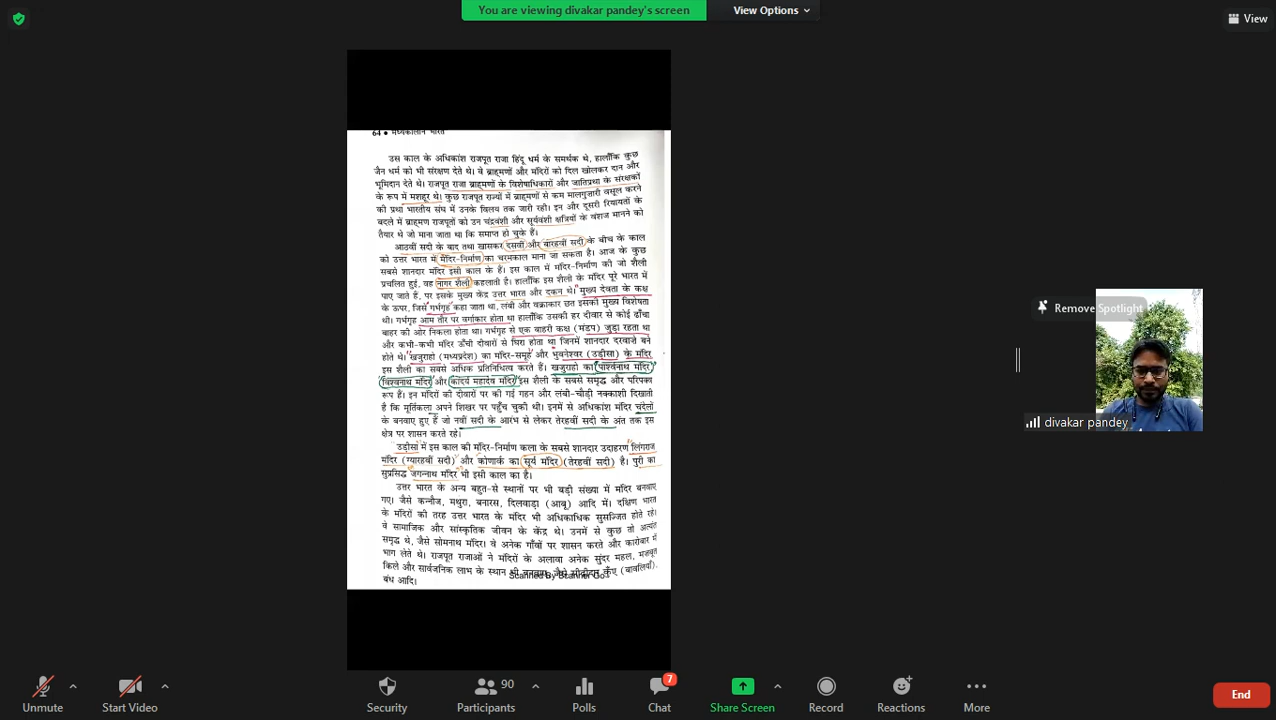 You are viewing divakar pandey's screen
View Options
View
64 • मध्यकालीन भारत
उस काल के अधिकांश राजपूत राजा हिंदू धर्म के समर्थक थे, हालाँकि कुछ
जैन धर्म को भी संरक्षण देते थे। वे ब्राह्मणों और मंदिरों को दिल खोलकर दान और
भूमिदान देते थे। राजपूत राजा ब्राह्मणों के विशेषाधिकारों और जातिप्रथा के संरक्षकों
के रूप में मशहूर थे। कुछ राजपूत राज्यों में ब्राह्मणों से कम मालगुजारी वसूल करने
की प्रथा भारतीय संघ में उनके विलय तक जारी रही। इन और दूसरी रियायतों के
बदले में ब्राह्मण राजपूतों को उन चंद्रवंशी और सूर्यवंशी क्षत्रियों के वंशज मानने को
तैयार थे जो माना जाता था कि समाप्त हो चुके हैं।
आठवीं सदी के बाद तथा खासकर दसवीं और बारहवीं सदी के बीच के काल
को उत्तर भारत में मंदिर-निर्माण का चरमकाल माना जा सकता है। आज के कुछ
सबसे शानदार मंदिर इसी काल के हैं। इस काल में मंदिर-निर्माण की जो शैली
प्रचलित हुई, वह नागर शैली कहलाती है। हालाँकि इस शैली के मंदिर पूरे भारत में
पाए जाते हैं, पर इसके मुख्य केंद्र उत्तर भारत और दकन थे। मुख्य देवता के कक्ष
के ऊपर, जिसे गर्भगृह कहा जाता था, लंबी और वक्राकार छत इसकी मुख्य विशेषता
थी। गर्भगृह आम तौर पर वर्गाकार होता था हालाँकि उसकी हर दीवार से कोई ढाँचा
बाहर की ओर निकला होता था। गर्भगृह से एक बाहरी कक्ष (मंडप) जुड़ा रहता था
और कभी-कभी मंदिर ऊँची दीवारों से घिरा होता था जिनमें शानदार दरवाजे बने
होते थे। खजुराहो (मध्यप्रदेश) का मंदिर-समूह और भुवनेश्वर (उड़ीसा) के मंदिर
इस शैली का सबसे अधिक प्रतिनिधित्व करते हैं। खजुराहो का पार्श्वनाथ मंदिर
विश्वनाथ मंदिर और कांदर्य महादेव मंदिर इस शैली के सबसे समृद्ध और परिपक्व
रूप हैं। इन मंदिरों की दीवारों पर की गई गहन और लंबी-चौड़ी नक्काशी दिखाती
है कि मूर्तिकला अपने शिखर पर पहुँच चुकी थी। इनमें से अधिकांश मंदिर चंदेलों
के बनवाए हुए हैं जो नवीं सदी के आरंभ से लेकर तेरहवीं सदी के अंत तक इस
क्षेत्र पर शासन करते रहे।
उड़ीसा में इस काल की मंदिर-निर्माण कला के सबसे शानदार उदाहरण लिंगराज
मंदिर (ग्यारहवीं सदी) और कोणार्क का सूर्य मंदिर (तेरहवीं सदी) है। पुरी का
सुप्रसिद्ध जगन्नाथ मंदिर भी इसी काल का है।
उत्तर भारत के अन्य बहुत-से स्थानों पर भी बड़ी संख्या में मंदिर बनवाए
गए। जैसे कन्नौज, मथुरा, बनारस, दिलवाड़ा (आबू) आदि में। दक्षिण भारत
के मंदिरों की तरह उत्तर भारत के मंदिर भी अधिकाधिक सुसज्जित होते रहे।
वे सामाजिक और सांस्कृतिक जीवन के केंद्र थे। उनमें से कुछ तो अत्यंत
समृद्ध थे, जैसे सोमनाथ मंदिर। वे अनेक गाँवों पर शासन करते और कारोबार में
भाग लेते थे। राजपूत राजाओं ने मंदिरों के अलावा अनेक सुंदर महल, मजबूत
किले और सार्वजनिक लाभ के स्थान भी बनवाए, जैसे सीढ़ीदार कुँए (बावलियाँ),
Scanned By Scanner Go
बंध आदि।
Remove Spotlight
divakar pandey
Unmute
Start Video
Security
90
Participants
Polls
7
Chat
Share Screen
Record
Reactions
More
End